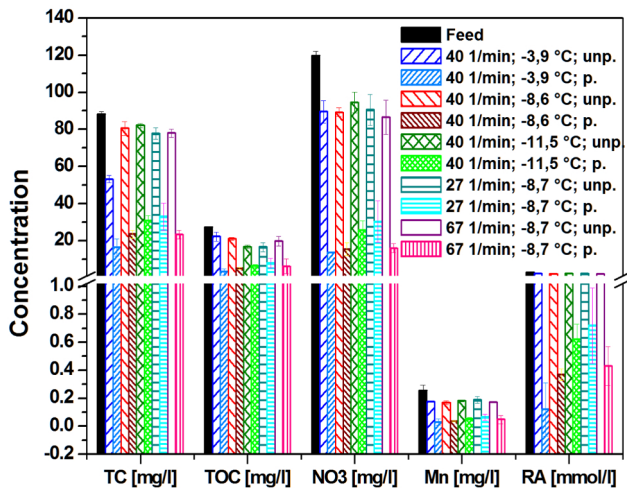 140
120
100
80
60
40
20
1.0
0.8
0.6
0.4
0.2
0.0
-0.2
Concentration
Feed
40 1/min; -3,9 °C; unp.
40 1/min; -3,9 °C; p.
40 1/min; -8,6 °C; unp.
40 1/min; -8,6 °C; p.
40 1/min; -11,5 °C; unp.
40 1/min; -11,5 °C; p.
27 1/min; -8,7 °C; unp.
27 1/min; -8,7 °C; p.
67 1/min; -8,7 °C; unp.
67 1/min; -8,7 °C; p.
TC [mg/l] TOC [mg/l] NO3 [mg/l] Mn [mg/l] RA [mmol/l]